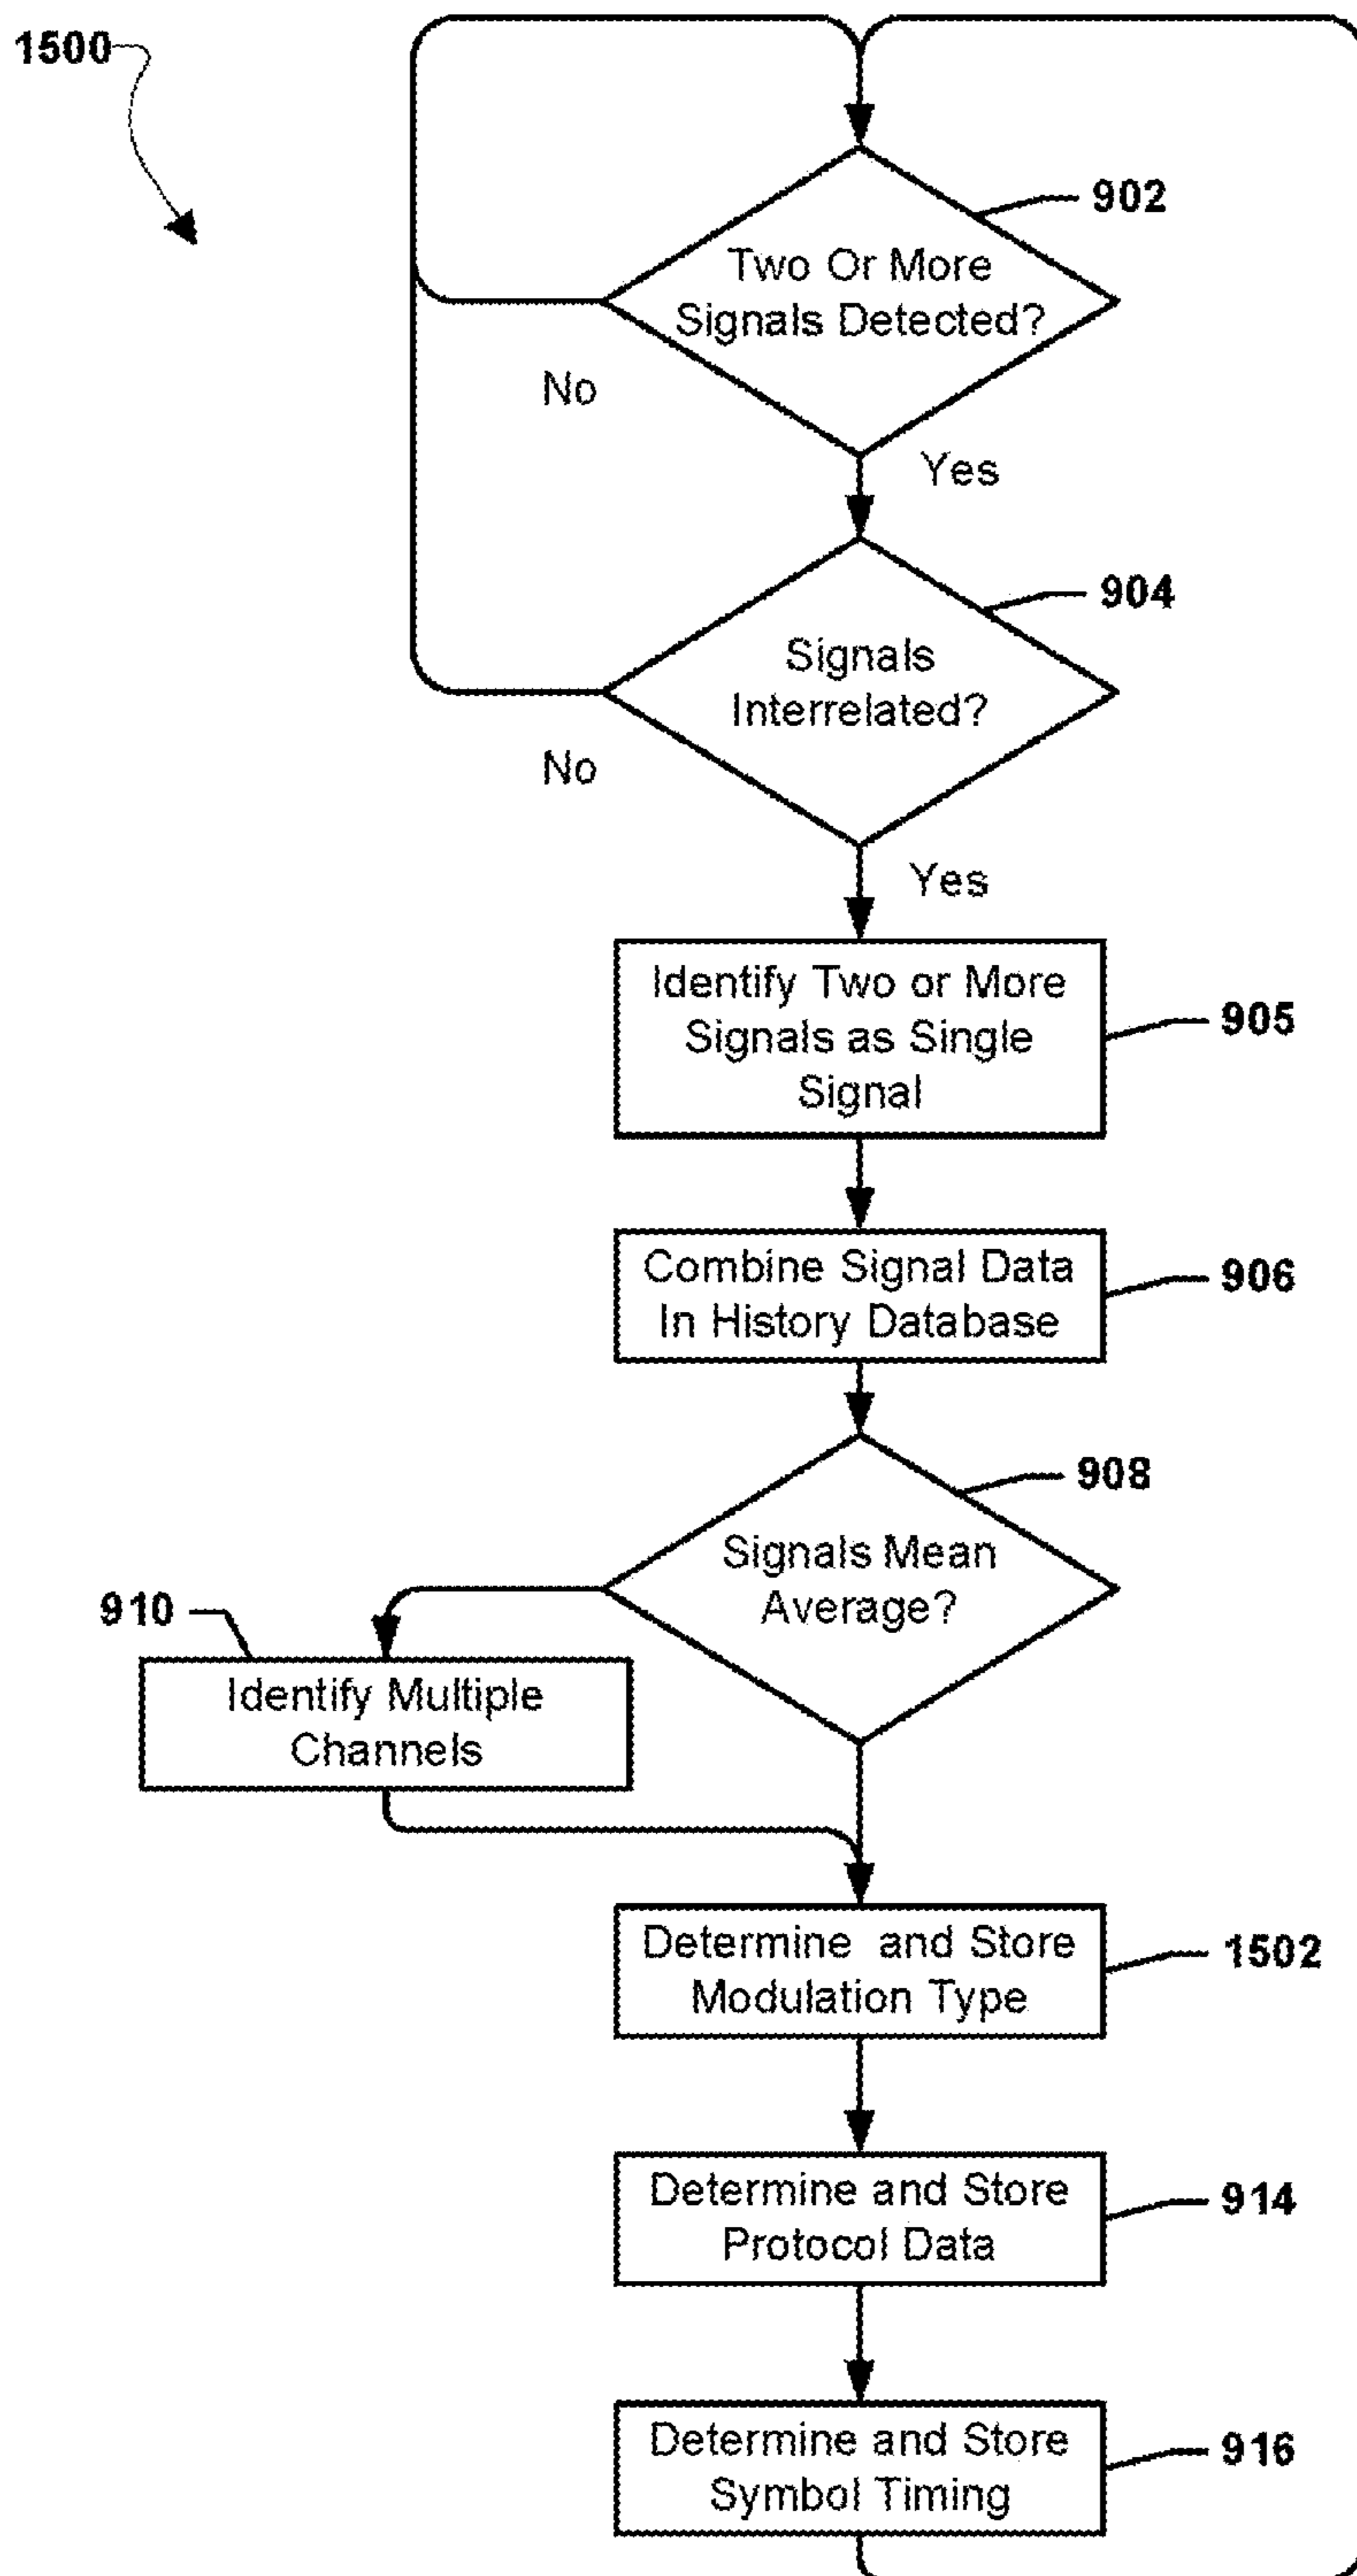 1500
902
Two Or More
Signals Detected?
No
Yes
904
Signals
Interrelated?
No
Yes
Identify Two or More
Signals as Single
Signal
905
Combine Signal Data
In History Database
906
908
Signals Mean
Average?
910
Identify Multiple
Channels
Determine and Store
Modulation Type
1502
Determine and Store
Protocol Data
914
Determine and Store
Symbol Timing
916